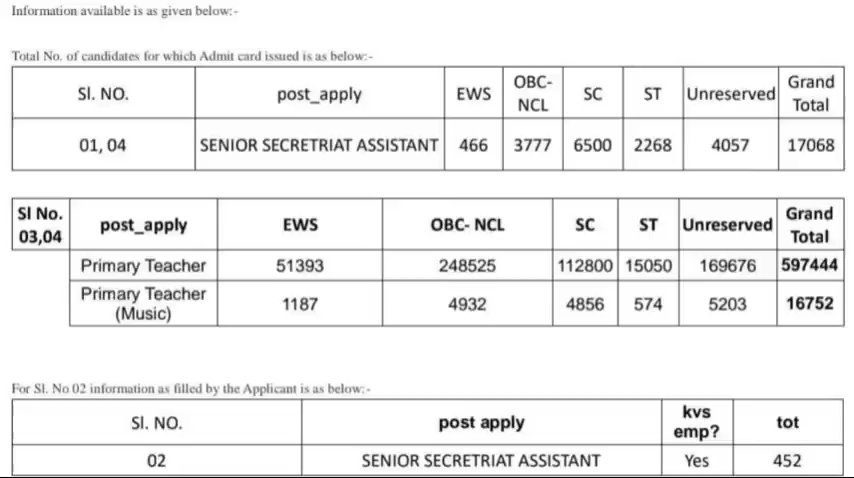 Information available is as given below:-
Total No. of candidates for which Admit card issued is as below:-
Sl. NO. post_apply EWS OBC-NCL SC ST Unreserved Grand Total
01, 04 SENIOR SECRETRIAT ASSISTANT 466 3777 6500 2268 4057 17068
Sl No. 03,04 post_apply EWS OBC- NCL SC ST Unreserved Grand Total
Primary Teacher 51393 248525 112800 15050 169676 597444
Primary Teacher (Music) 1187 4932 4856 574 5203 16752
For Sl. No 02 information as filled by the Applicant is as below:-
Sl. NO. post apply kvs emp? tot
02 SENIOR SECRETRIAT ASSISTANT Yes 452